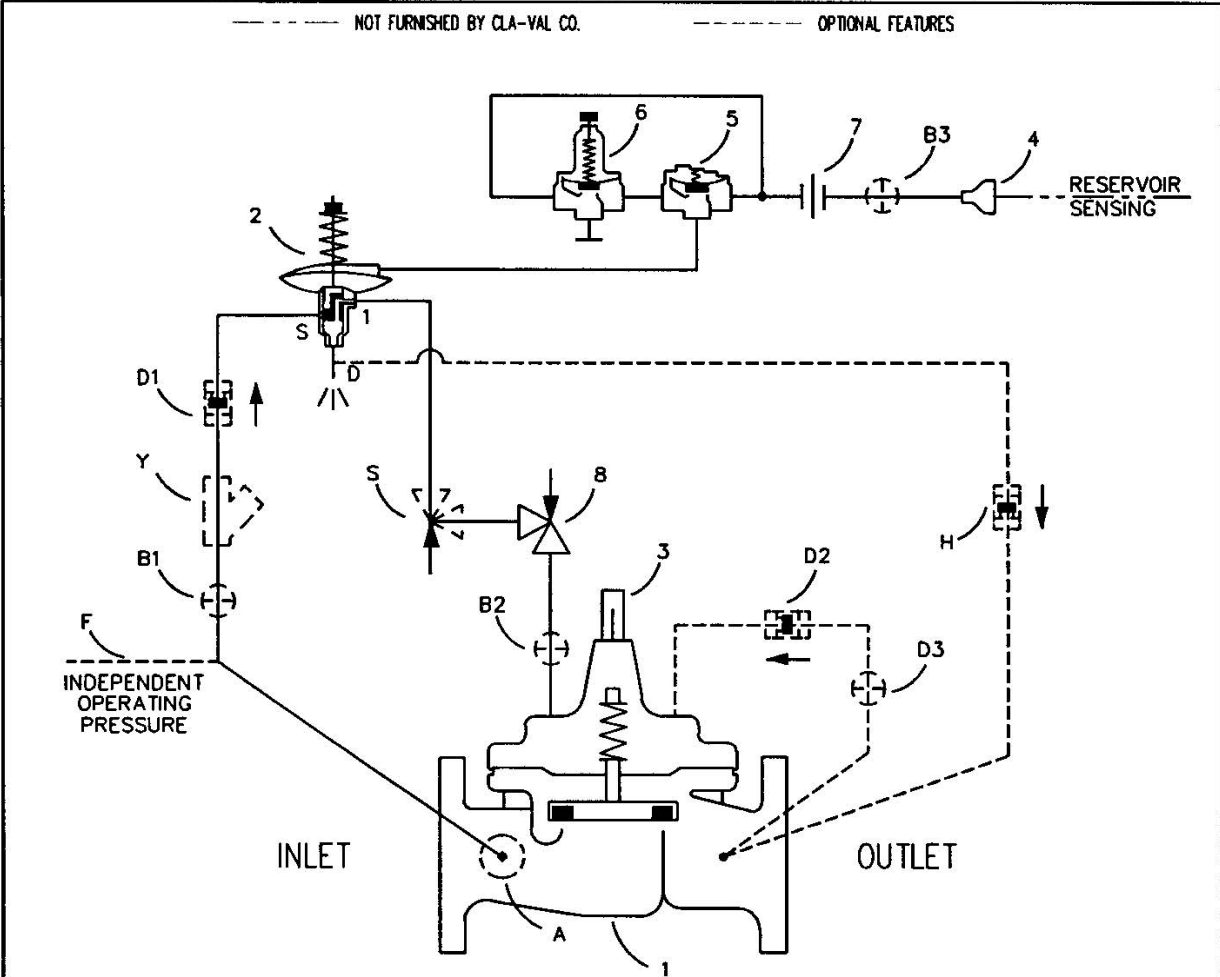 NOT FURNISHED BY CLA-VAL CO.
OPTIONAL FEATURES
6
5
7
B3
4
RESERVOIR
SENSING
2
S
1
D
D1
Y
S
8
H
B1
3
D2
B2
F
D3
INDEPENDENT
OPERATING
PRESSURE
INLET
OUTLET
A
1